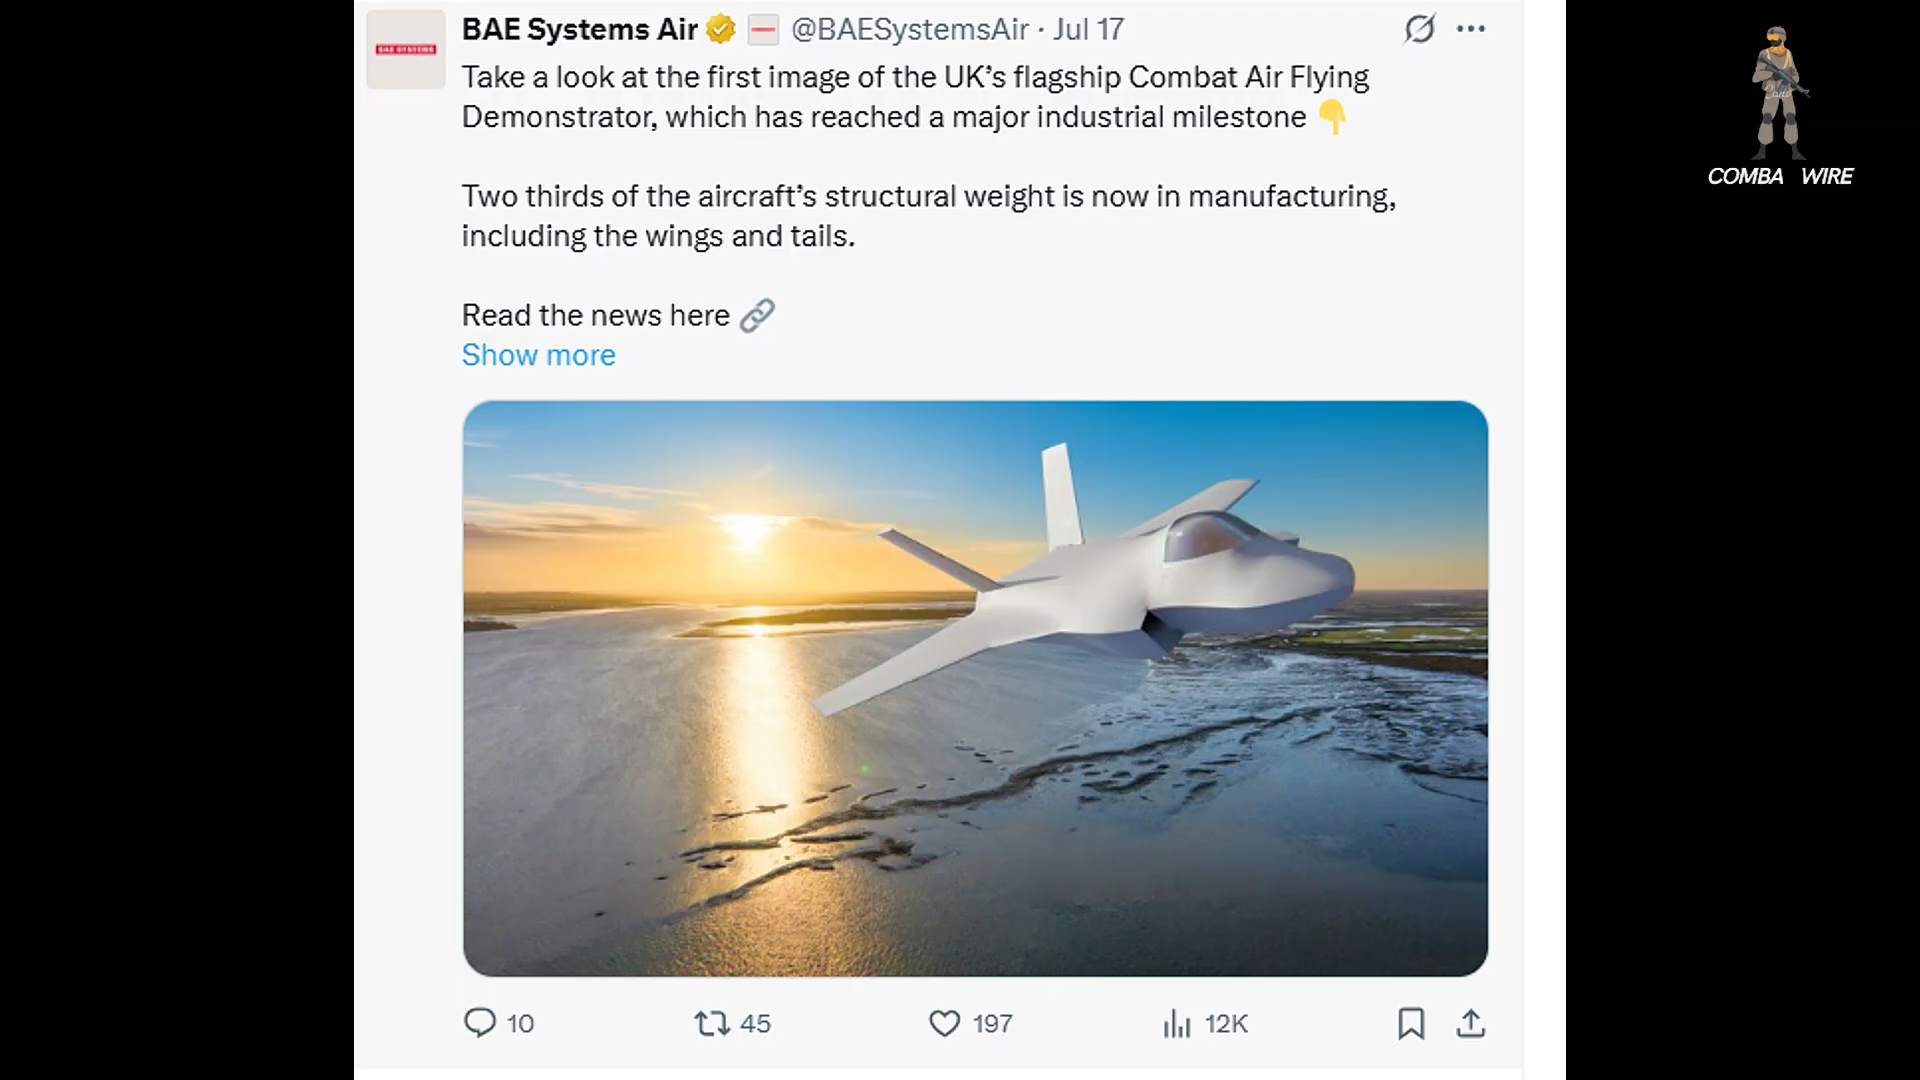 BAE Systems Air @BAESystemsAir · Jul 17
BAE SYSTEMS
Take a look at the first image of the UK’s flagship Combat Air Flying
Demonstrator, which has reached a major industrial milestone 👇
Two thirds of the aircraft’s structural weight is now in manufacturing,
including the wings and tails.
Read the news here 🔗
Show more
10 45 197 12K
COMBA WIRE